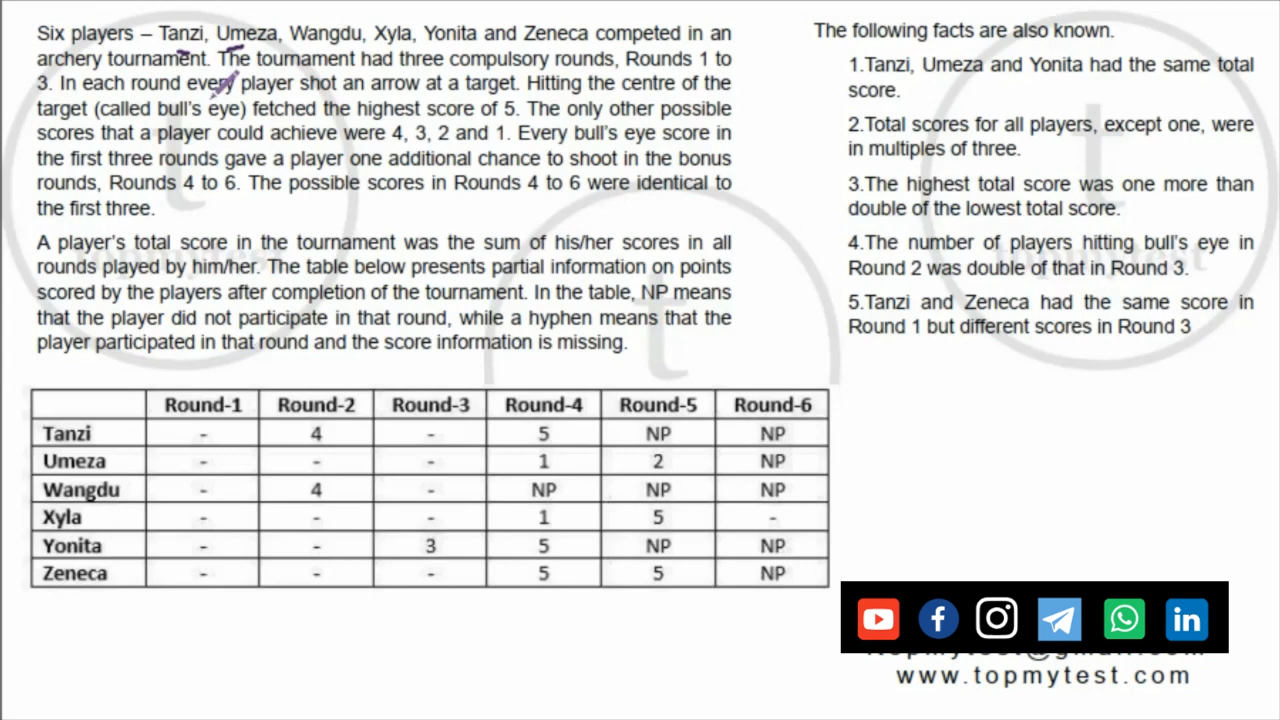 Six players – Tanzi, Umeza, Wangdu, Xyla, Yonita and Zeneca competed in an
archery tournament. The tournament had three compulsory rounds, Rounds 1 to
3. In each round every player shot an arrow at a target. Hitting the centre of the
target (called bull's eye) fetched the highest score of 5. The only other possible
scores that a player could achieve were 4, 3, 2 and 1. Every bull's eye score in
the first three rounds gave a player one additional chance to shoot in the bonus
rounds, Rounds 4 to 6. The possible scores in Rounds 4 to 6 were identical to
the first three.
A player's total score in the tournament was the sum of his/her scores in all
rounds played by him/her. The table below presents partial information on points
scored by the players after completion of the tournament. In the table, NP means
that the player did not participate in that round, while a hyphen means that the
player participated in that round and the score information is missing.
The following facts are also known.
1.Tanzi, Umeza and Yonita had the same total
score.
2.Total scores for all players, except one, were
in multiples of three.
3.The highest total score was one more than
double of the lowest total score.
4.The number of players hitting bull's eye in
Round 2 was double of that in Round 3.
5.Tanzi and Zeneca had the same score in
Round 1 but different scores in Round 3
Round-1 Round-2 Round-3 Round-4 Round-5 Round-6
Tanzi - 4 - 5 NP NP
Umeza - - - 1 2 NP
Wangdu - 4 - NP NP NP
Xyla - - - 1 5 -
Yonita - - 3 5 NP NP
Zeneca - - - 5 5 NP
www.topmytest.com